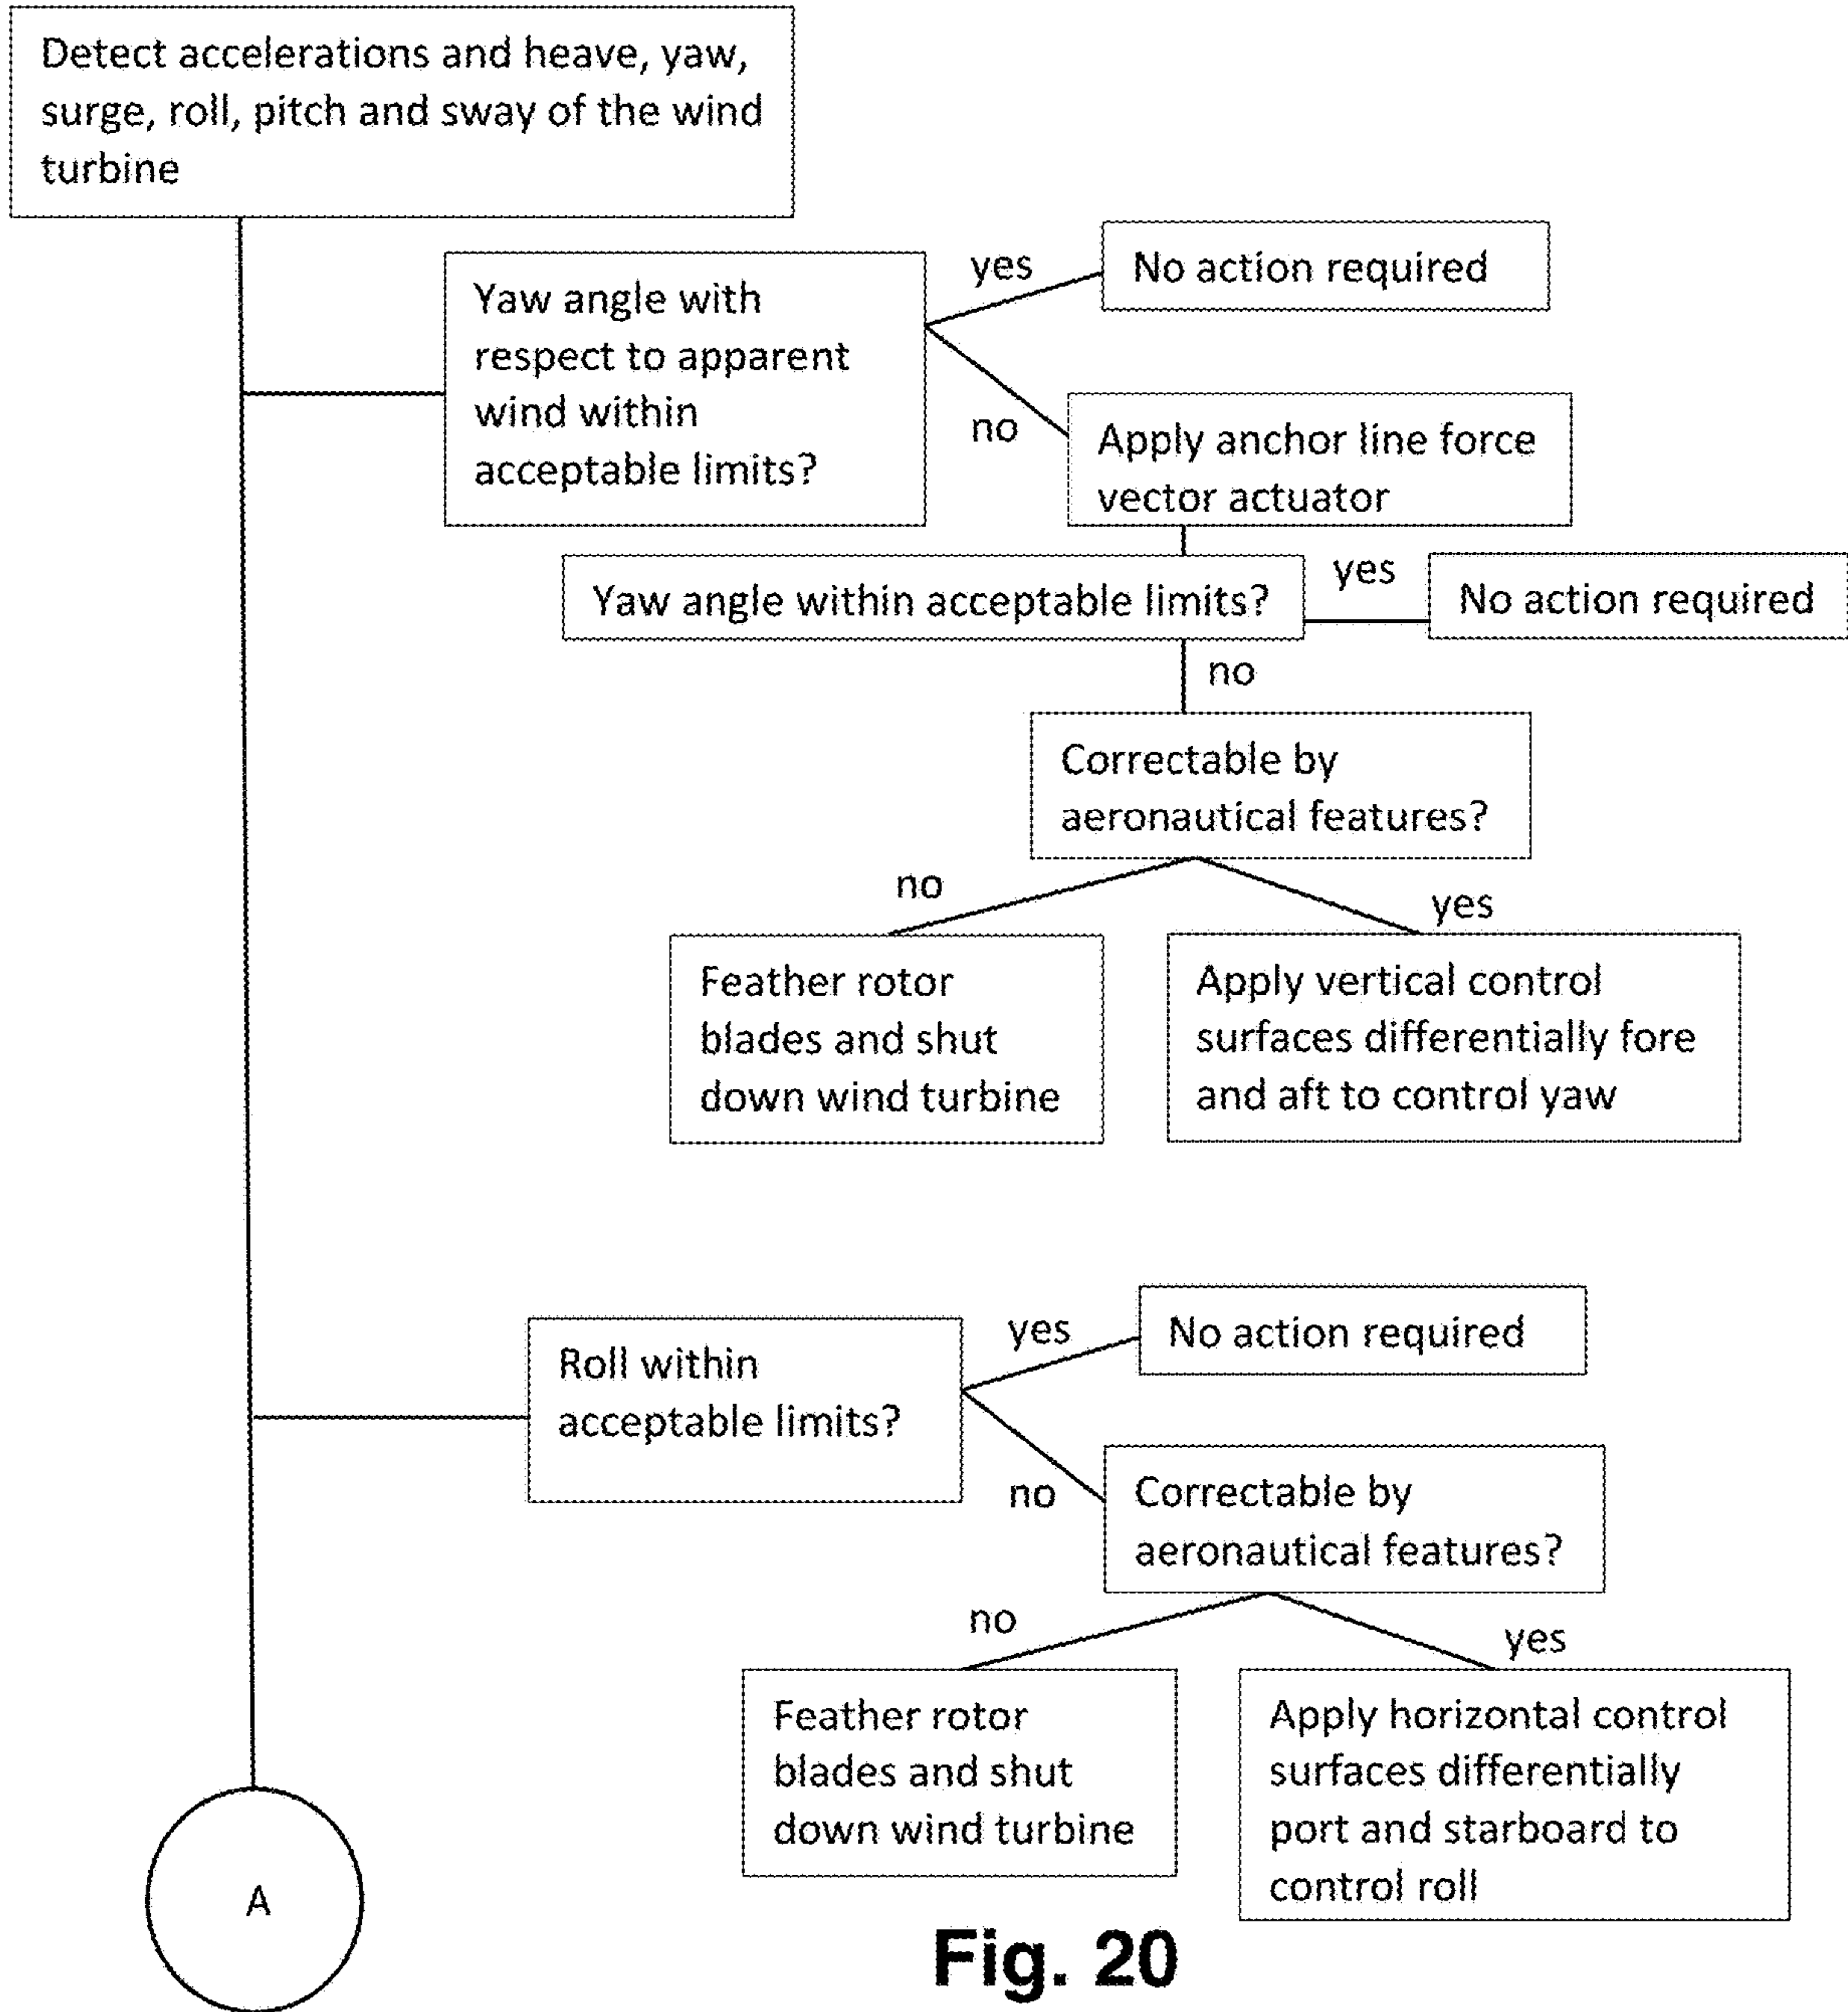 Detect accelerations and heave, yaw,
surge, roll, pitch and sway of the wind
turbine
Yaw angle with
respect to apparent
wind within
acceptable limits?
yes
No action required
no
Apply anchor line force
vector actuator
Yaw angle within acceptable limits?
yes
No action required
no
Correctable by
aeronautical features?
no
yes
Feather rotor
blades and shut
down wind turbine
Apply vertical control
surfaces differentially fore
and aft to control yaw
Roll within
acceptable limits?
yes
No action required
no
Correctable by
aeronautical features?
no
yes
Feather rotor
blades and shut
down wind turbine
Apply horizontal control
surfaces differentially
port and starboard to
control roll
A
Fig. 20